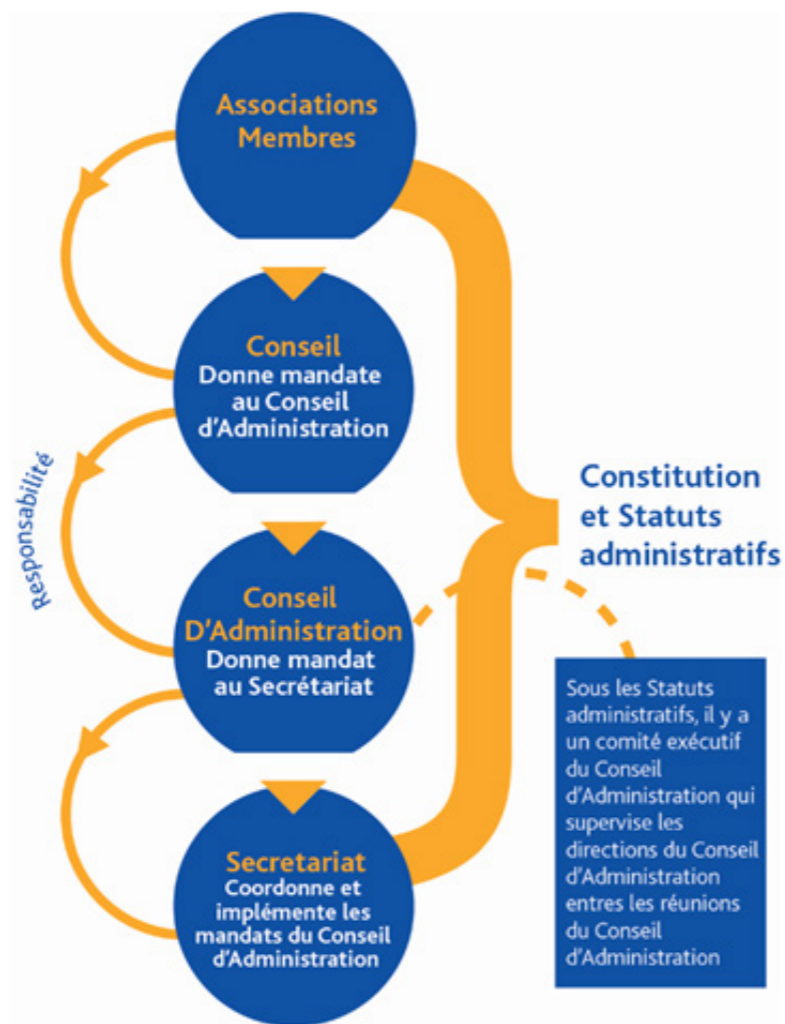 Associations
Membres
Conseil
Donne mandate
au Conseil
d'Administration
Responsabilité
Constitution
et Statuts
administratifs
Conseil
D'Administration
Donne mandat
au Secrétariat
Sous les Statuts
administratifs, il y a
un comité exécutif
du Conseil
d'Administration qui
supervise les
directions du Conseil
d'Administration
entres les réunions
du Conseil
d'Administration
Secretariat
Coordonne et
implémente les
mandats du Conseil
d'Administration